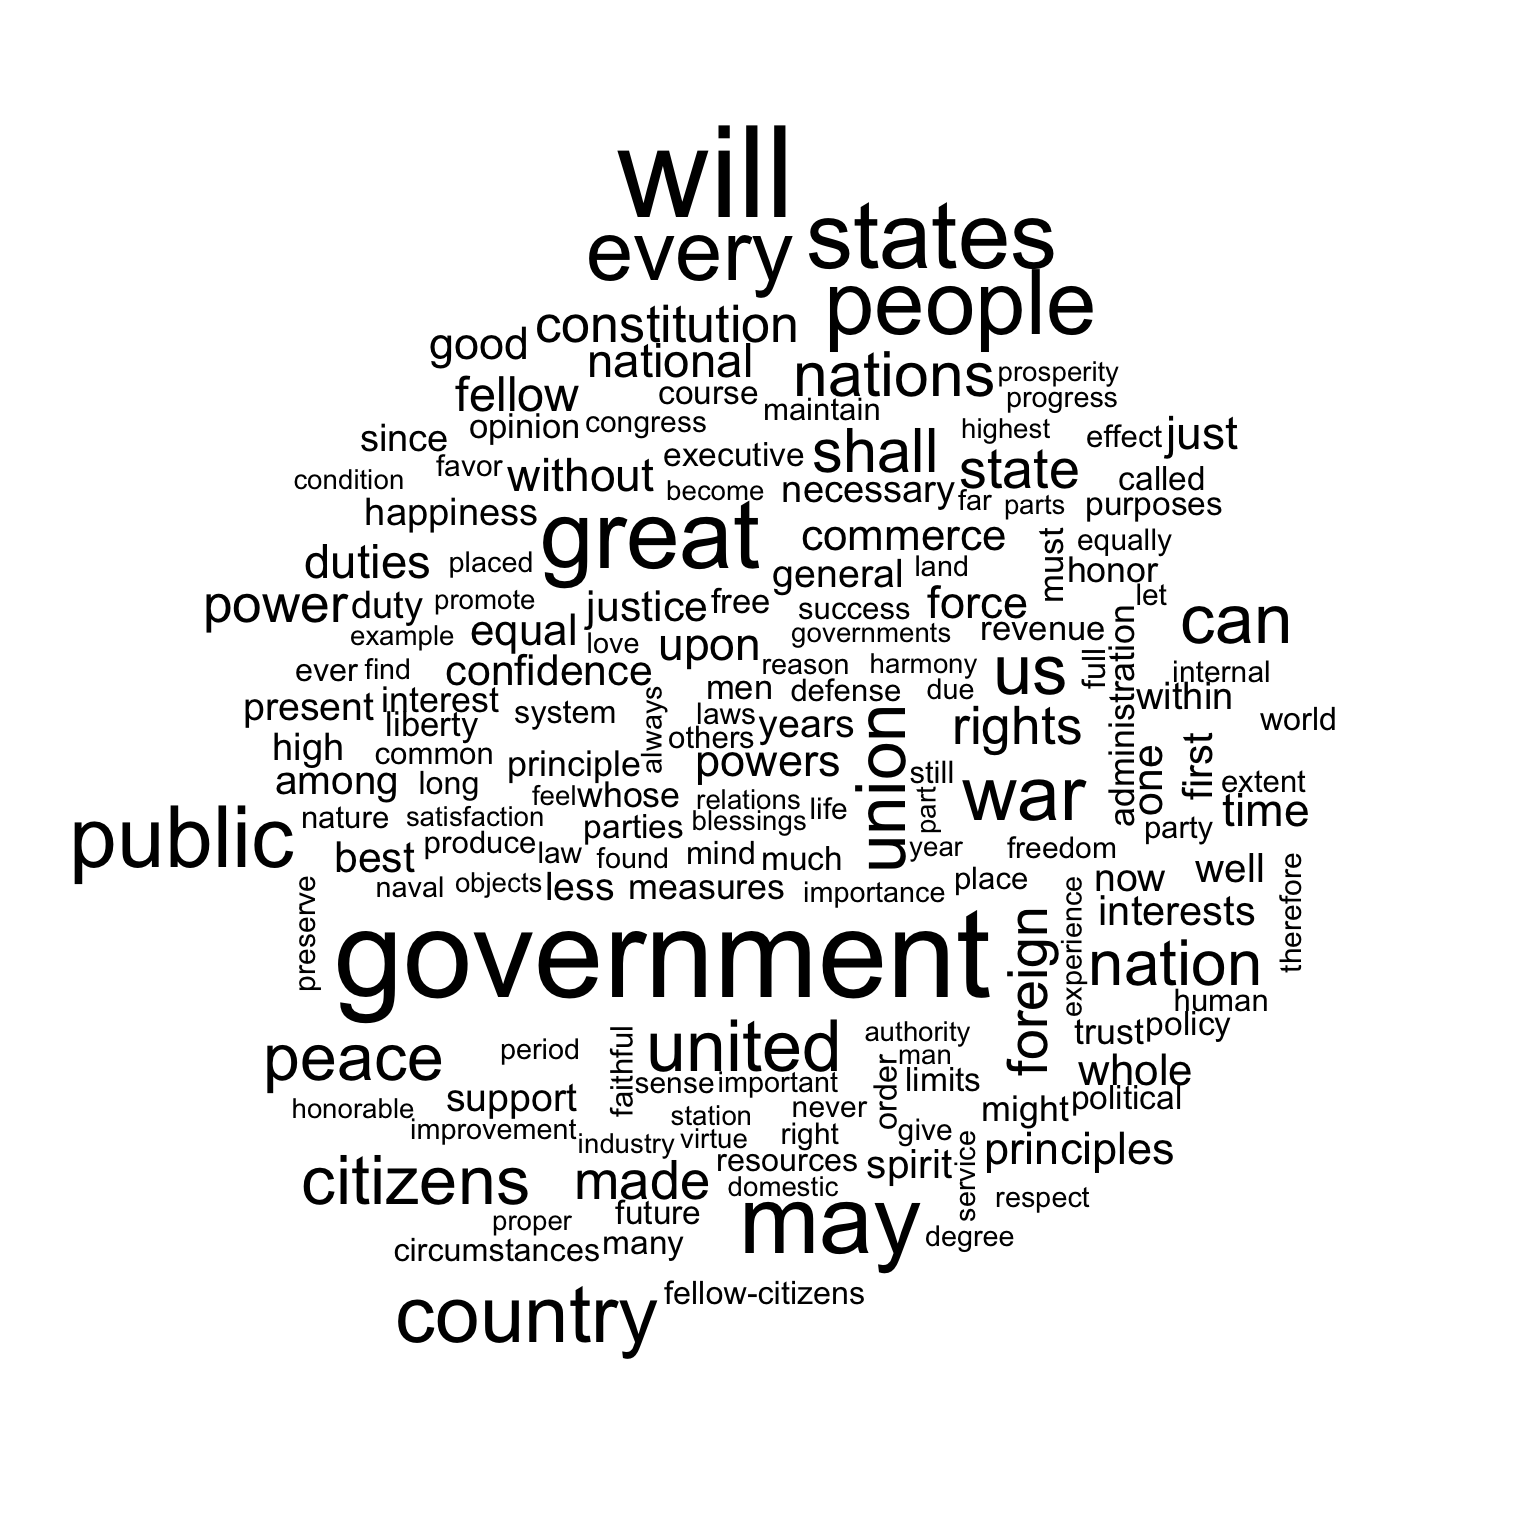 will
every states
people
constitution
good
national
nations prosperity
fellow course progress
maintain
since opinion congress
highest effect just
shall
executive
condition favor without state called
become necessary far parts purposes
happiness
great commerce
must equally
duties placed general land honor
power duty promote justice free success force let can
example equal love upon governments revenue
ever find confidence reason harmony us full administration internal
present interest men defense due within
liberty system always laws years union rights world
high common others
among long principle powers still war one first extent
feel whose relations life part time
public nature satisfaction parties blessings party
best produce law found mind much year freedom
naval objects less measures importance place now well
preserve experience interests therefore
government foreign nation
human
peace period faithful united authority trust policy
man
sense important order limits whole
honorable support station never might political
improvement industry virtue right give
principles
citizens made resources spirit service
domestic respect
proper future may
circumstances many degree
country fellow-citizens